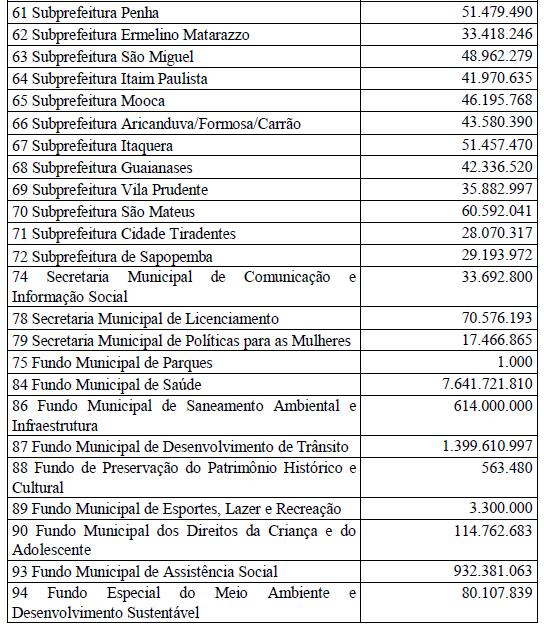 61 Subprefeitura Penha 51.479.490
62 Subprefeitura Ermelino Matarazzo 33.418.246
63 Subprefeitura São Miguel 48.962.279
64 Subprefeitura Itaim Paulista 41.970.635
65 Subprefeitura Mooca 46.195.768
66 Subprefeitura Aricanduva/Formosa/Carrão 43.580.390
67 Subprefeitura Itaquera 51.457.470
68 Subprefeitura Guaianases 42.336.520
69 Subprefeitura Vila Prudente 35.882.997
70 Subprefeitura São Mateus 60.592.041
71 Subprefeitura Cidade Tiradentes 28.070.317
72 Subprefeitura de Sapopemba 29.193.972
74 Secretaria Municipal de Comunicação e 33.692.800
Informação Social
78 Secretaria Municipal de Licenciamento 70.576.193
79 Secretaria Municipal de Políticas para as Mulheres 17.466.865
75 Fundo Municipal de Parques 1.000
84 Fundo Municipal de Saúde 7.641.721.810
86 Fundo Municipal de Saneamento Ambiental e 614.000.000
Infraestrutura
87 Fundo Municipal de Desenvolvimento de Trânsito 1.399.610.997
88 Fundo de Preservação do Patrimônio Histórico e 563.480
Cultural
89 Fundo Municipal de Esportes, Lazer e Recreação 3.300.000
90 Fundo Municipal dos Direitos da Criança e do 114.762.683
Adolescente
93 Fundo Municipal de Assistência Social 932.381.063
94 Fundo Especial do Meio Ambiente e 80.107.839
Desenvolvimento Sustentável